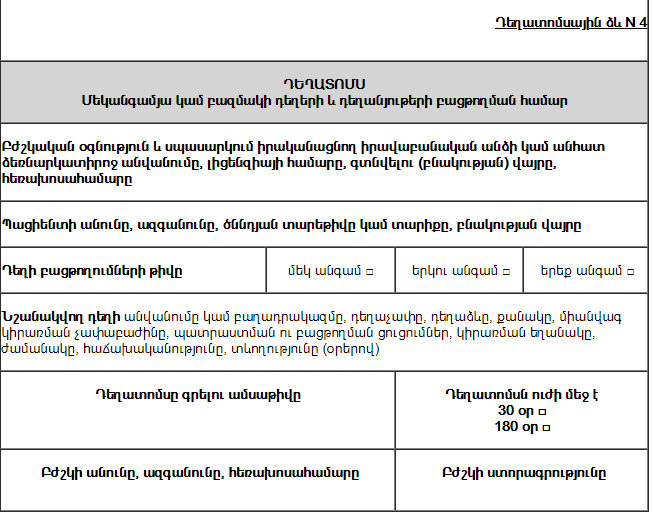 Դեղատոմսային ձև N 4
ԴԵՂԱՏՈՄՍ
Մեկանգամյա կամ բազմակի դեղերի և դեղանյութերի բացթողման համար
Բժշկական օգնություն և սպասարկում իրականացնող իրավաբանական անձի կամ անհատ
ձեռնարկատիրոջ անվանումը, լիցենզիայի համարը, գտնվելու (բնակության) վայրը,
հեռախոսահամարը
Պացիենտի անունը, ազգանունը, ծննդյան տարեթիվը կամ տարիքը, բնակության վայրը
Դեղի բացթողումների թիվը
մեկ անգամ □
երկու անգամ □
երեք անգամ □
Նշանակվող դեղի անվանումը կամ բաղադրակազմը, դեղաչափը, դեղաձևը, քանակը, միանվագ
կիրառման չափաբաժինը, պատրաստման ու բացթողման ցուցումներ, կիրառման եղանակը,
ժամանակը, հաճախականությունը, տևողությունը (օրերով)
Դեղատոմսը գրելու ամսաթիվը
Դեղատոմսն ուժի մեջ է
30 օր □
180 օր □
Բժշկի անունը, ազգանունը, հեռախոսահամարը
Բժշկի ստորագրությունը